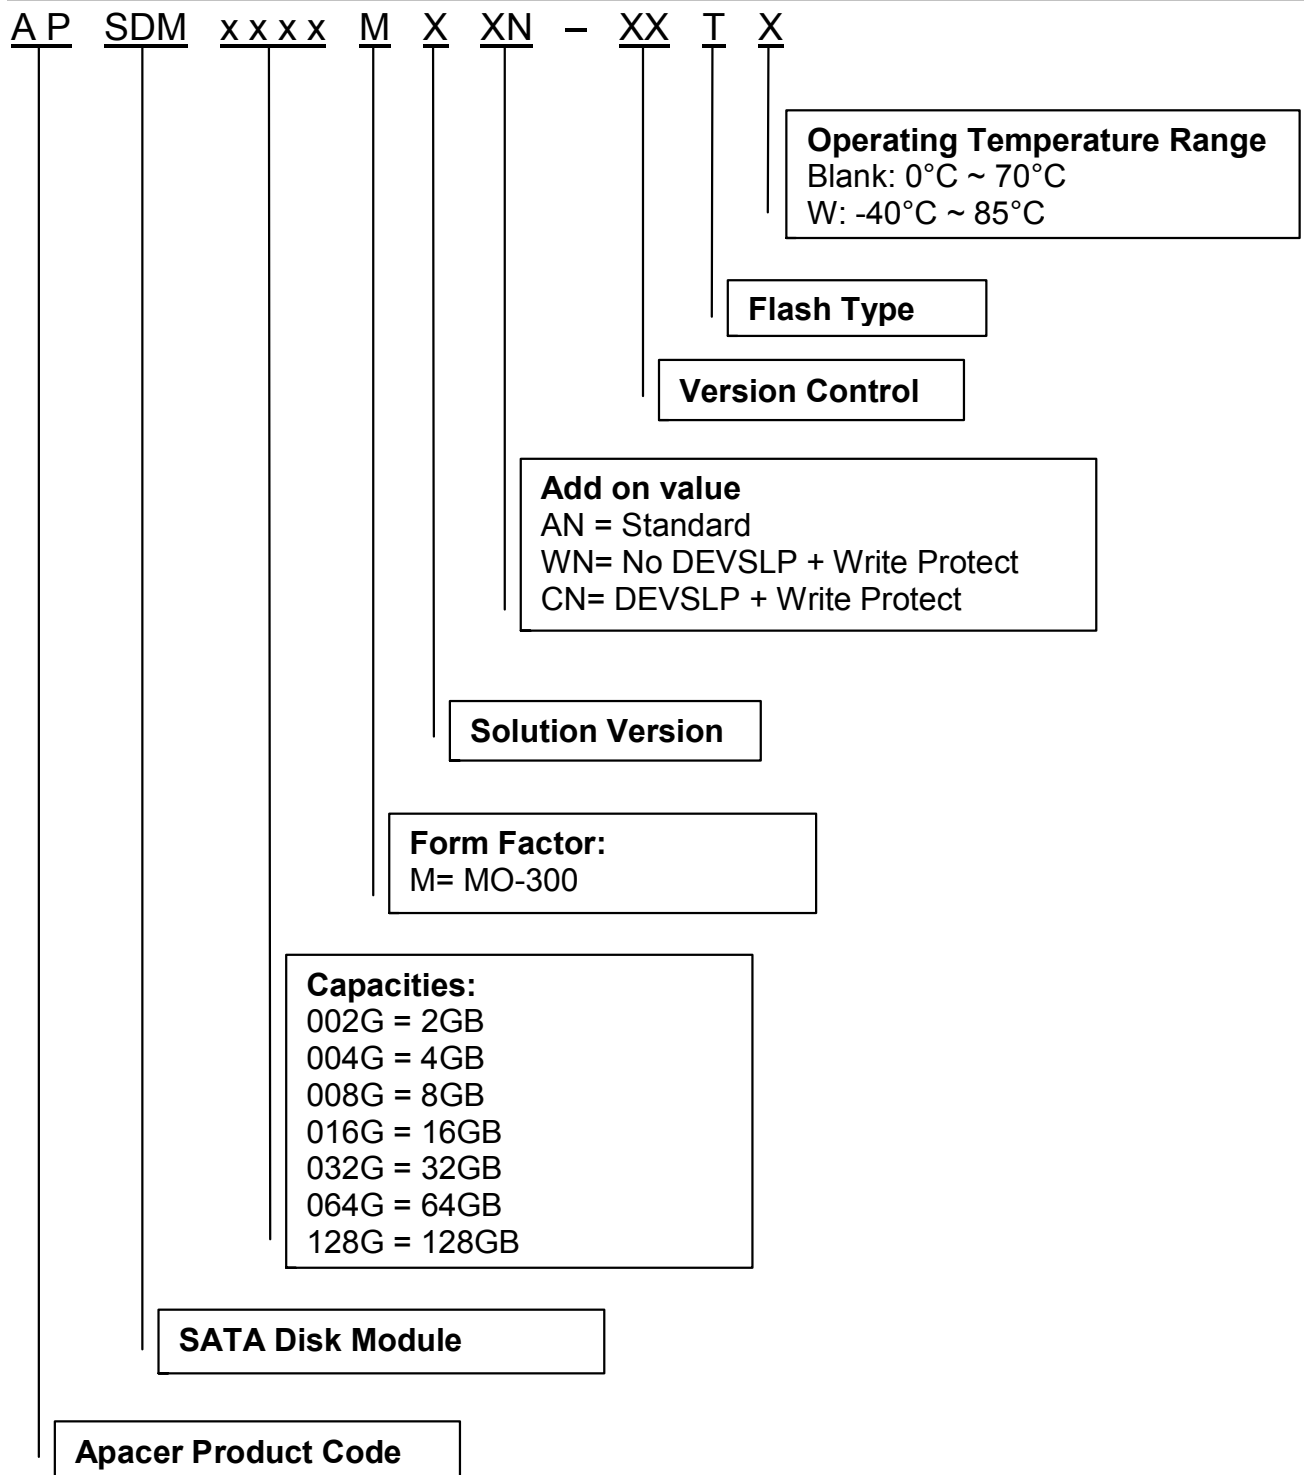 A P SDM x x x x M X XN – XX T X
Operating Temperature Range
Blank: 0°C ~ 70°C
W: -40°C ~ 85°C
Flash Type
Version Control
Add on value
AN = Standard
WN= No DEVSLP + Write Protect
CN= DEVSLP + Write Protect
Solution Version
Form Factor:
M= MO-300
Capacities:
002G = 2GB
004G = 4GB
008G = 8GB
016G = 16GB
032G = 32GB
064G = 64GB
128G = 128GB
SATA Disk Module
Apacer Product Code